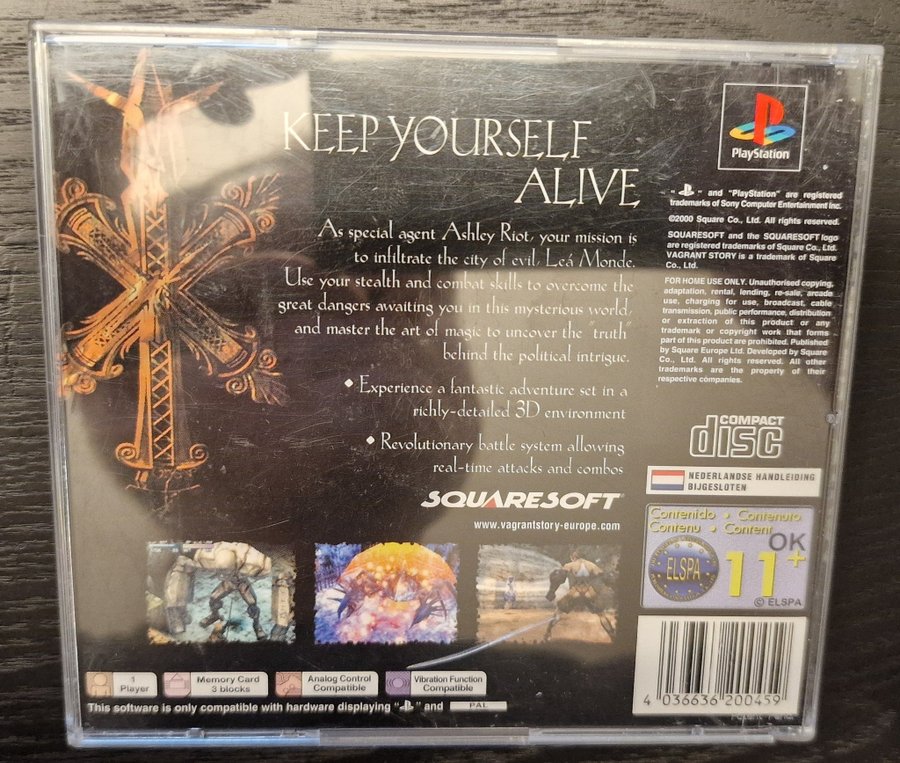 KEEP YOURSELF
ALIVE
As special agent Ashley Riot, your mission is
to infiltrate the city of evil, Leá Monde.
Use your stealth and combat skills to overcome the
great dangers awaiting you in this mysterious world,
and master the art of magic to uncover the "truth"
behind the political intrigue.
Experience a fantastic adventure set in a
richly-detailed 3D environment
Revolutionary battle system allowing
real-time attacks and combos
SQUARESOFT
www.vagrantstory-europe.com
PlayStation
" " and "PlayStation" are registered
trademarks of Sony Computer Entertainment Inc.
©2000 Square Co., Ltd. All rights reserved.
SQUARESOFT and the SQUARESOFT logo
are registered trademarks of Square Co., Ltd.
VAGRANT STORY is a trademark of Square
Co., Ltd.
FOR HOME USE ONLY. Unauthorised copying,
adaptation, rental, lending, re-sale, arcade
use, charging for use, broadcast, cable
transmission, public performance, distribution
or extraction of this product or any
trademark or copyright work that forms
part of this product are prohibited. Published
by Square Europe Ltd. Developed by Square
Co., Ltd. All rights reserved. All other
trademarks are the property of their
respective companies.
COMPACT
disc
NEDERLANDSE HANDLEIDING
BIJGESLOTEN
Contenido • Contenuto
Contenu • Content
OK
ELSPA
11+
© ELSPA
4 036636 200459
1
Player
Memory Card
3 blocks
Analog Control
Compatible
Vibration Function
Compatible
This software is only compatible with hardware displaying " " and PAL